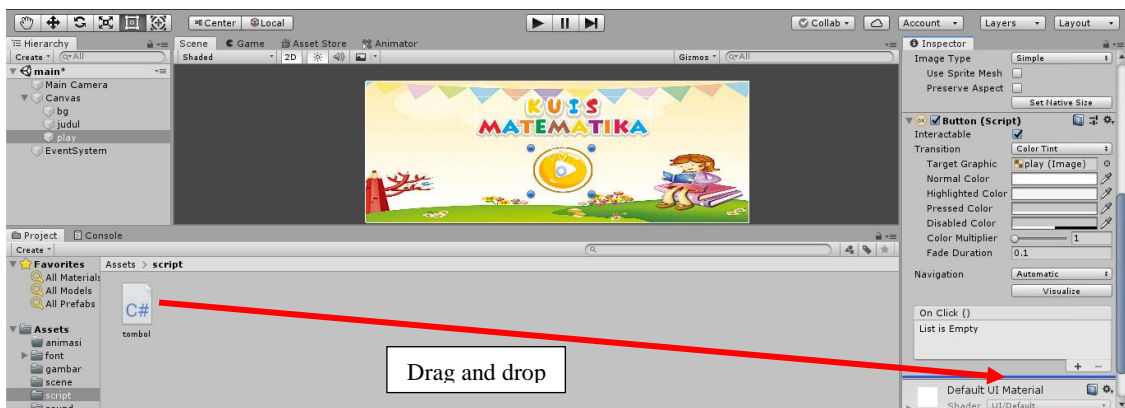 Center Local Collab Account Layers Layout
Hierarchy Scene Game Asset Store Animator Inspector
Create All Shaded 2D Gizmos All Image Type Simple
main* Use Sprite Mesh
Main Camera Preserve Aspect
Canvas Set Native Size
bg KUIS Button (Script)
judul MATEMATIKA Interactable
play Transition Color Tint
EventSystem Target Graphic play (Image)
Normal Color
Highlighted Color
Pressed Color
Disabled Color
Project Console Color Multiplier 1
Create Fade Duration 0.1
Favorites Assets > script
All Materials Navigation Automatic
All Models Visualize
All Prefabs C# On Click ()
Assets tombol List is Empty
animasi
font Drag and drop
gambar + -
scene Default UI Material
script Shader UI/Default
sound